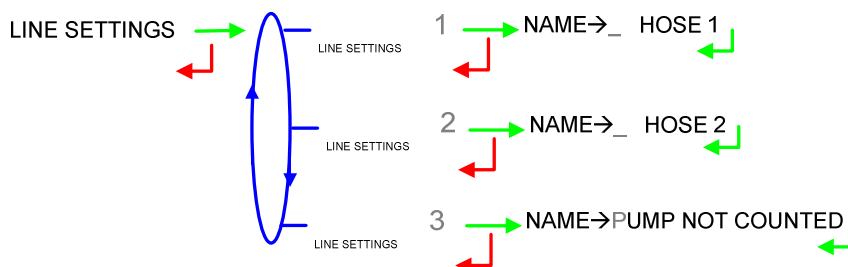 LINE SETTINGS
LINE SETTINGS 1 NAME→_ HOSE 1
LINE SETTINGS 2 NAME→_ HOSE 2
LINE SETTINGS 3 NAME→PUMP NOT COUNTED